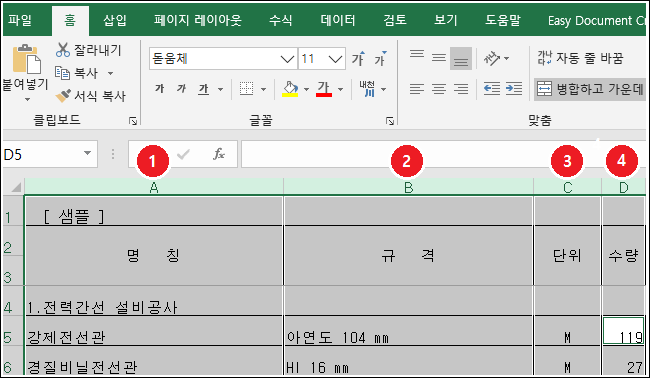 파일 홈 삽입 페이지 레이아웃 수식 데이터 검토 보기 도움말 Easy Document Cr
잘라내기
복사
서식 복사
붙여넣기
클립보드
돋움체 11 가 가
가 가 가 가 내천
글꼴
가나다 자동 줄 바꿈
병합하고 가운데
맞춤
D5 fx
1 2 3 4
A B C D
1 [ 샘플 ]
2 명 칭 규 격 단위 수량
3
4 1.전력간선 설비공사
5 강제전선관 아연도 104 mm M 119
6 경질비닐전선관 HI 16 mm M 27